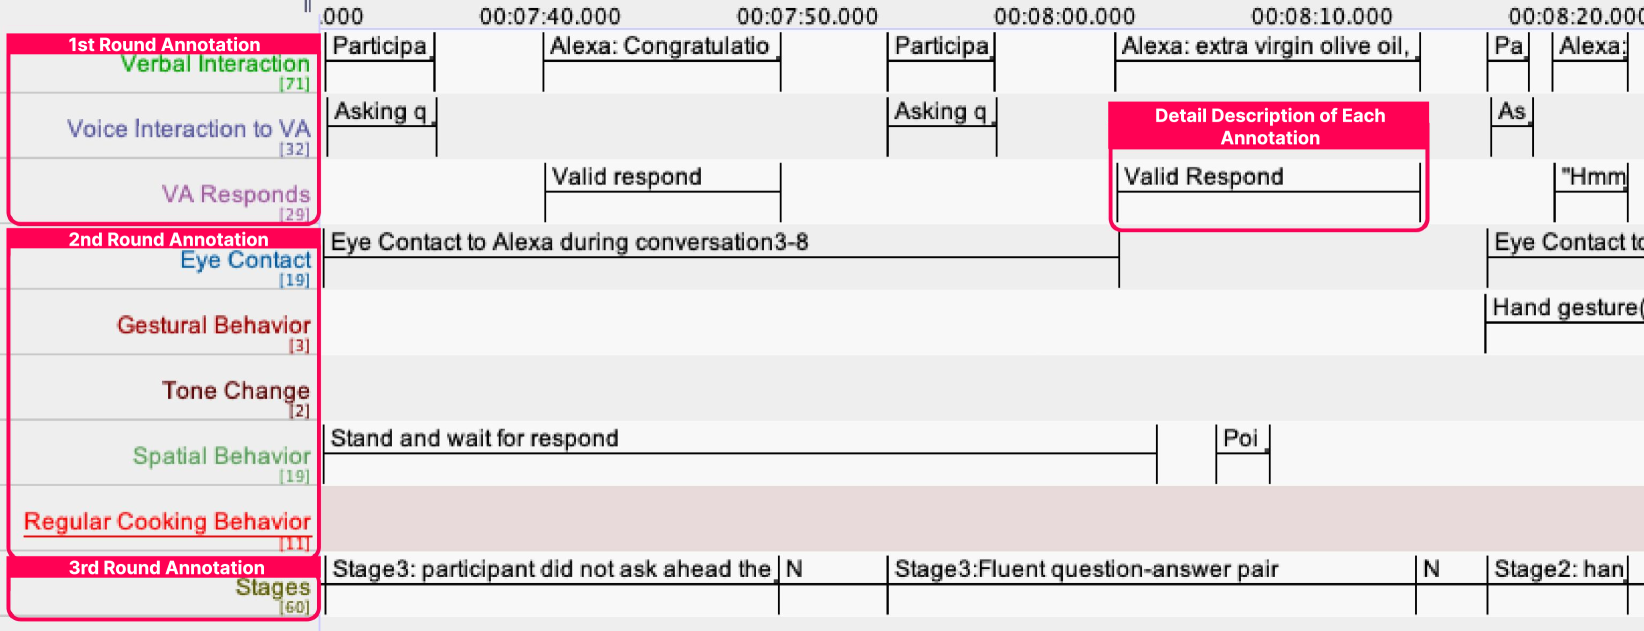 .000 00:07:40.000 00:07:50.000 00:08:00.000 00:08:10.000 00:08:20.000
1st Round Annotation
Verbal Interaction
[71]
Participa Alexa: Congratulatio Participa Alexa: extra virgin olive oil, Pa Alexa:
Voice Interaction to VA
[32]
Asking q Asking q As
Detail Description of Each
Annotation
VA Responds
[29]
Valid respond Valid Respond "Hmm
2nd Round Annotation
Eye Contact
[19]
Eye Contact to Alexa during conversation3-8 Eye Contact to
Gestural Behavior
[3]
Hand gesture(
Tone Change
[2]
Spatial Behavior
[19]
Stand and wait for respond Poi
Regular Cooking Behavior
[11]
3rd Round Annotation
Stages
[60]
Stage3: participant did not ask ahead the N Stage3:Fluent question-answer pair N Stage2: han